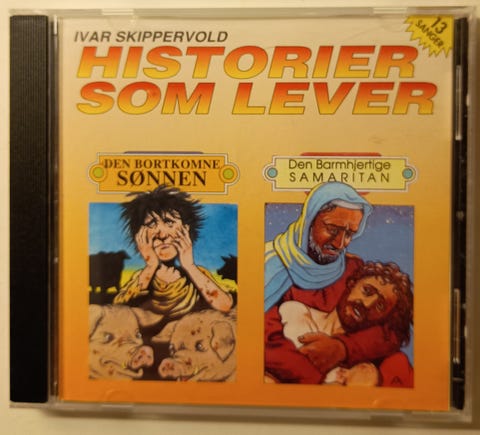 IVAR SKIPPERVOLD
13
SANGER
HISTORIER
SOM LEVER
DEN BORTKOMNE
SØNNEN
Den Barmhjertige
SAMARITAN